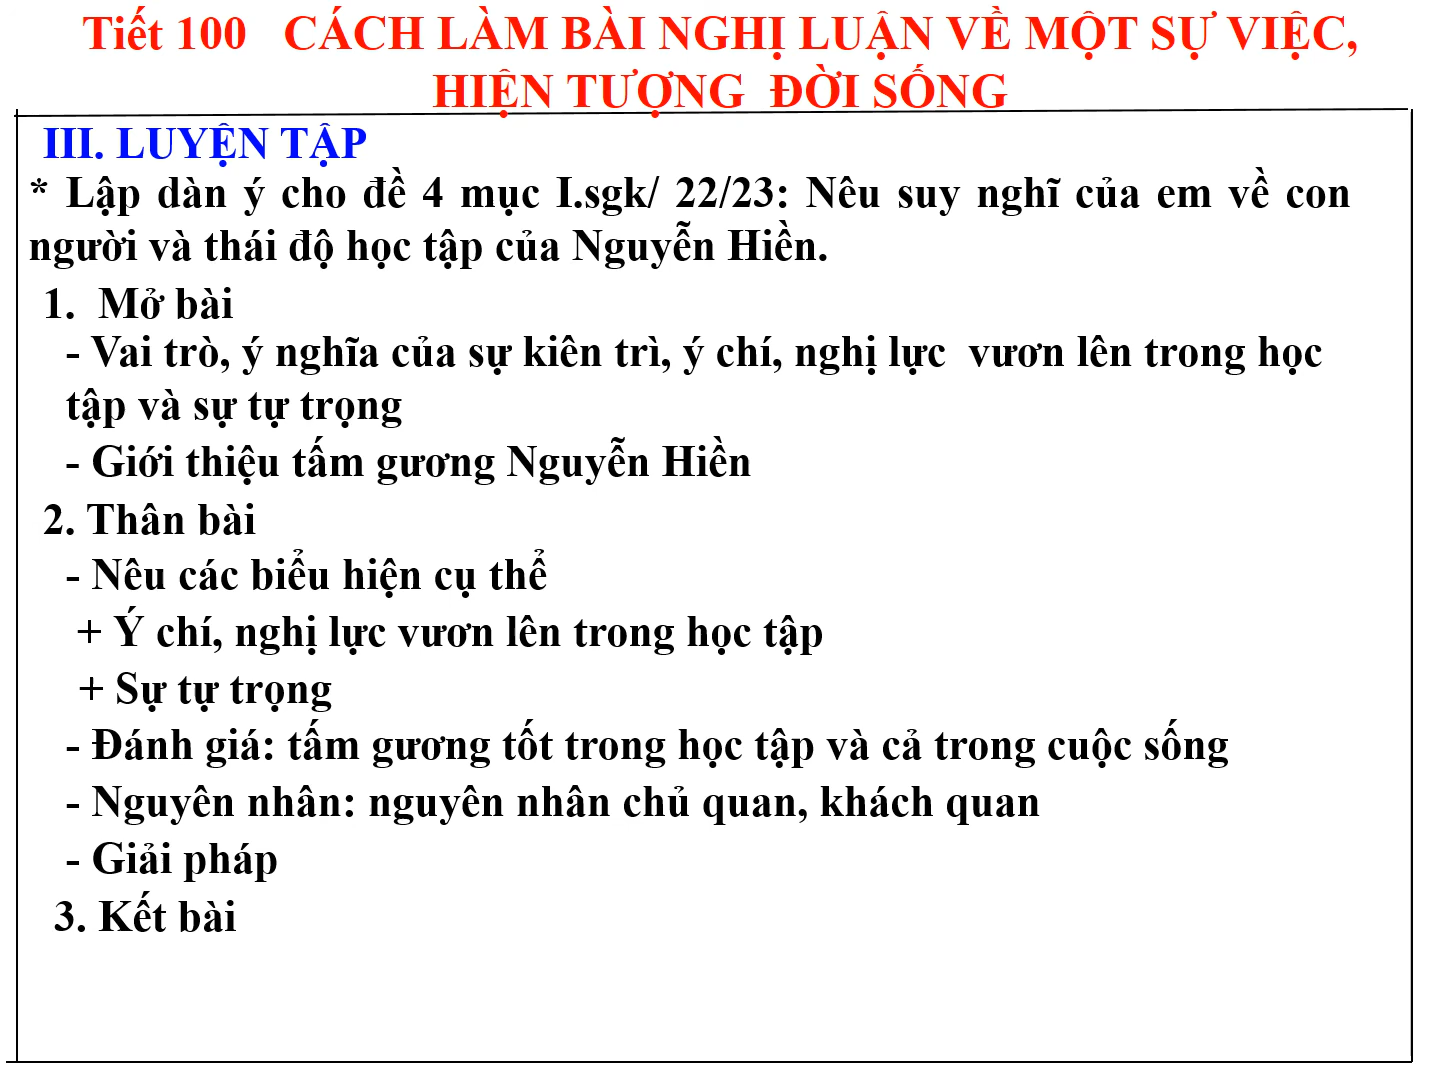 Tiết 100 CÁCH LÀM BÀI NGHỊ LUẬN VỀ MỘT SỰ VIỆC,
HIỆN TƯỢNG ĐỜI SỐNG
III. LUYỆN TẬP
* Lập dàn ý cho đề 4 mục I.sgk/ 22/23: Nêu suy nghĩ của em về con
người và thái độ học tập của Nguyễn Hiền.
1. Mở bài
- Vai trò, ý nghĩa của sự kiên trì, ý chí, nghị lực vươn lên trong học
tập và sự tự trọng
- Giới thiệu tấm gương Nguyễn Hiền
2. Thân bài
- Nêu các biểu hiện cụ thể
+ Ý chí, nghị lực vươn lên trong học tập
+ Sự tự trọng
- Đánh giá: tấm gương tốt trong học tập và cả trong cuộc sống
- Nguyên nhân: nguyên nhân chủ quan, khách quan
- Giải pháp
3. Kết bài